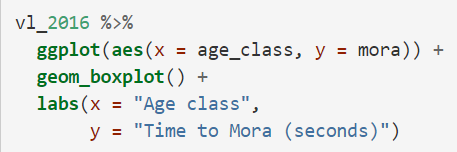 vl_2016 %>%
  ggplot(aes(x = age_class, y = mora)) +
  geom_boxplot() +
  labs(x = "Age class",
       y = "Time to Mora (seconds)")